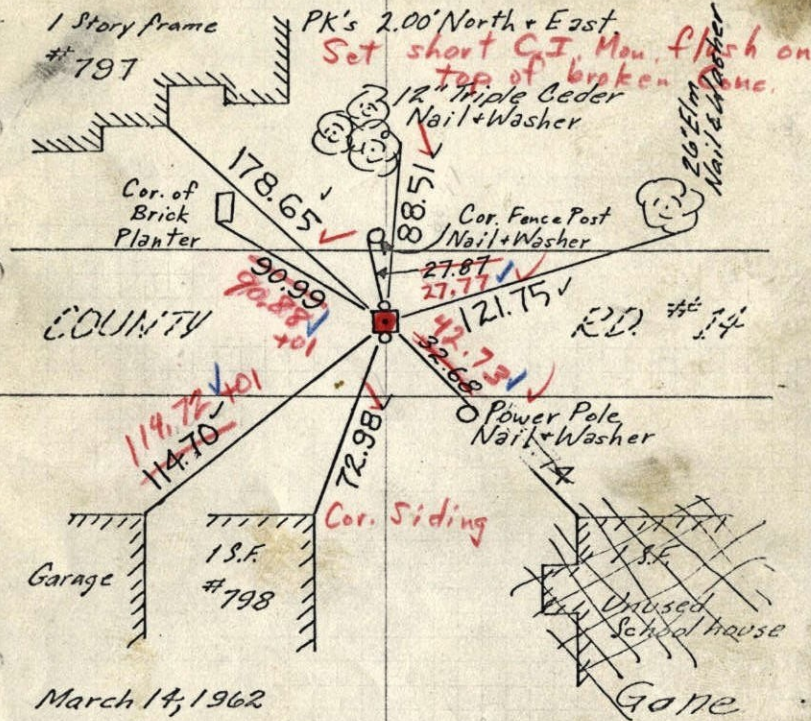 1 Story frame
#797
PK's 2.00' North & East
Set short C.I. Mon. flush on
top of broken Conc.
12" Triple Ceder
Nail & Washer
26" Elm
Nail & Washer
178.65
88.51
Cor. of
Brick
Planter
Cor. Fence Post
Nail & Washer
90.99
90.88
+01
27.87
27.77
121.75
COUNTY
RD. #14
42.73
32.68
114.72 +01
114.70
72.98
Power Pole
Nail & Washer
14
Cor. Siding
Garage
1 S.F.
#798
1 S.F.
Unused
School house
March 14, 1962
Gone